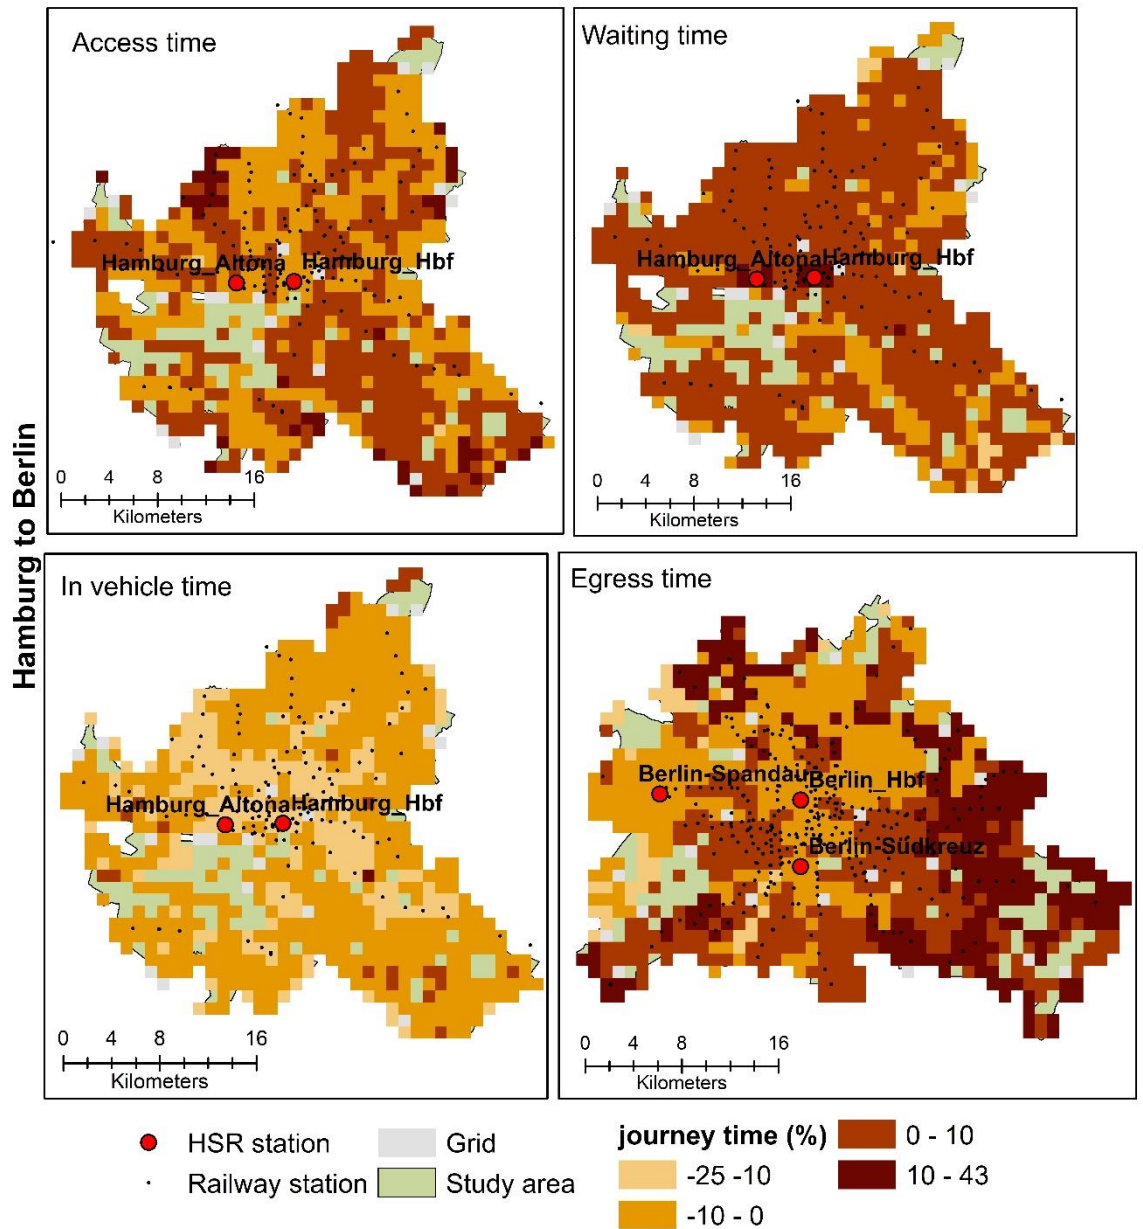 Hamburg to Berlin
Access time
Hamburg_Altona
Hamburg_Hbf
0 4 8 16
Kilometers
Waiting time
Hamburg_Altona
Hamburg_Hbf
0 4 8 16
Kilometers
In vehicle time
Hamburg_Altona
Hamburg_Hbf
0 4 8 16
Kilometers
Egress time
Berlin-Spandau
Berlin_Hbf
Berlin-Südkreuz
0 4 8 16
Kilometers
HSR station
Railway station
Grid
Study area
journey time (%)
-25 -10
-10 - 0
0 - 10
10 - 43